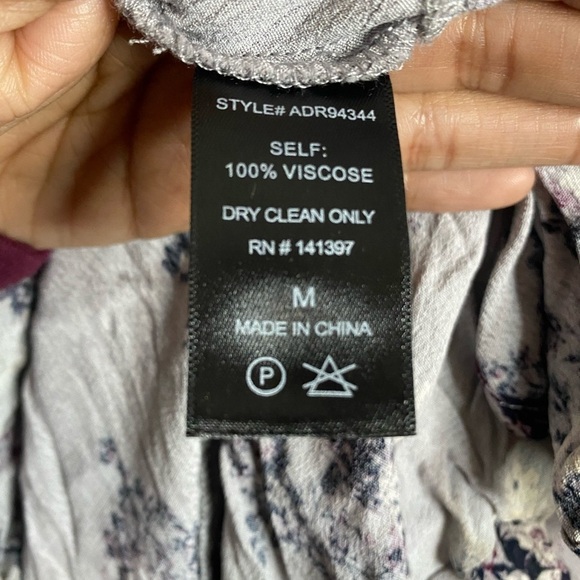 STYLE# ADR94344
SELF:
100% VISCOSE
DRY CLEAN ONLY
RN # 141397
M
MADE IN CHINA
P